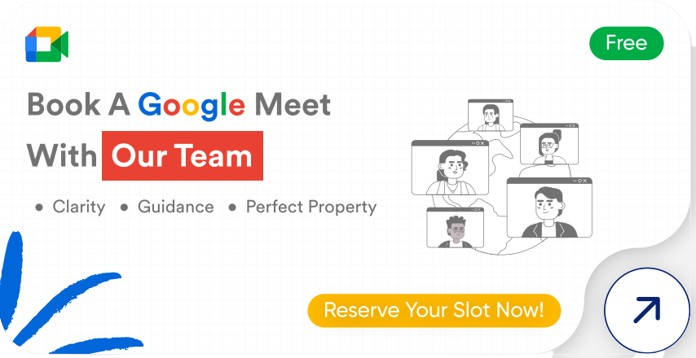 Free
Book A Google Meet
With Our Team
• Clarity • Guidance • Perfect Property
Reserve Your Slot Now!